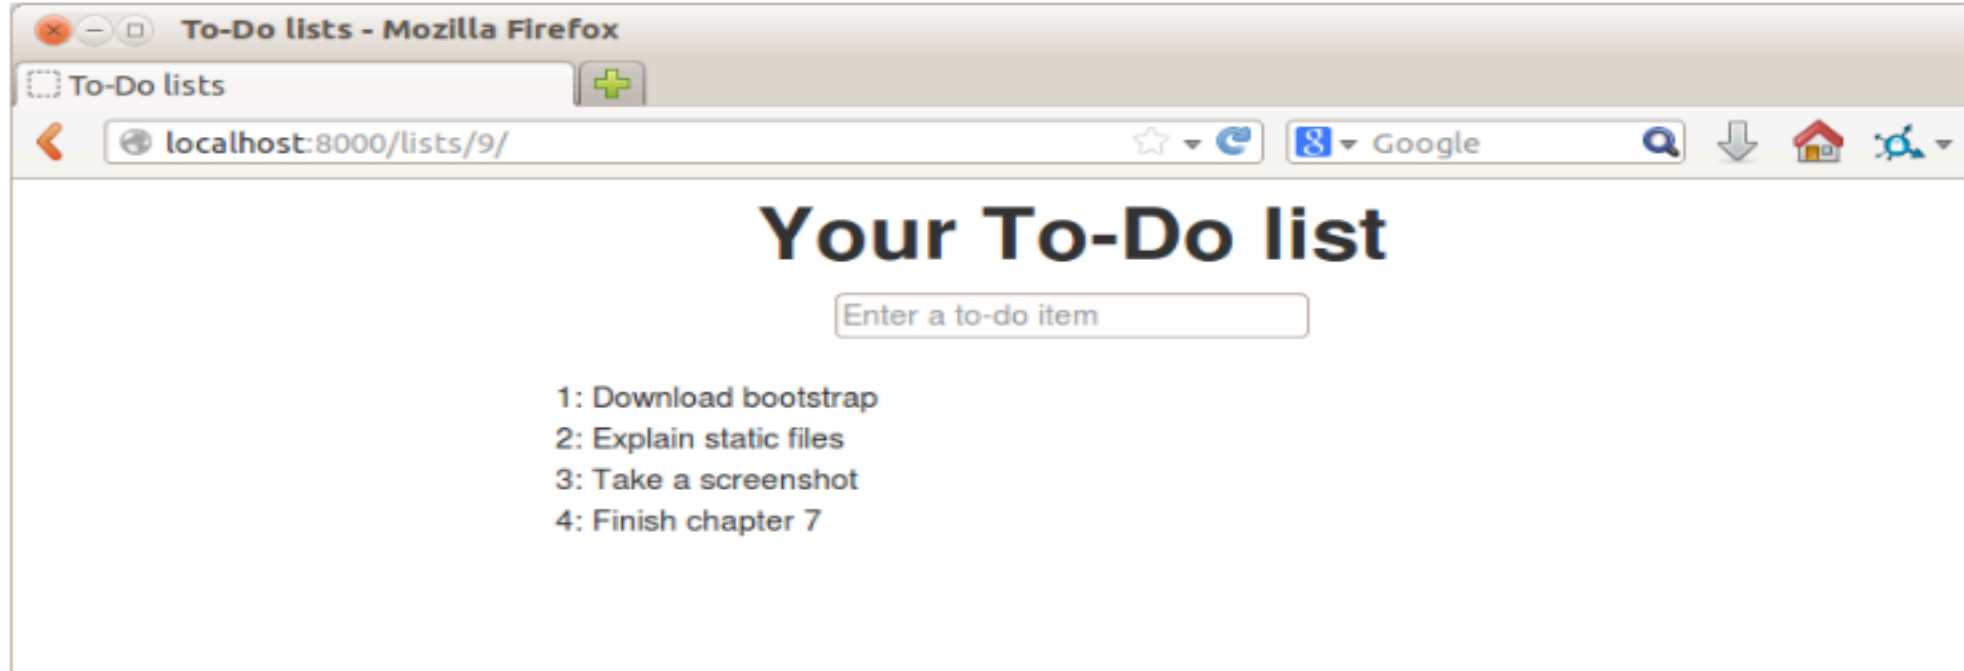 To-Do lists - Mozilla Firefox
To-Do lists
localhost:8000/lists/9/
8 Google
Your To-Do list
Enter a to-do item
1: Download bootstrap
2: Explain static files
3: Take a screenshot
4: Finish chapter 7